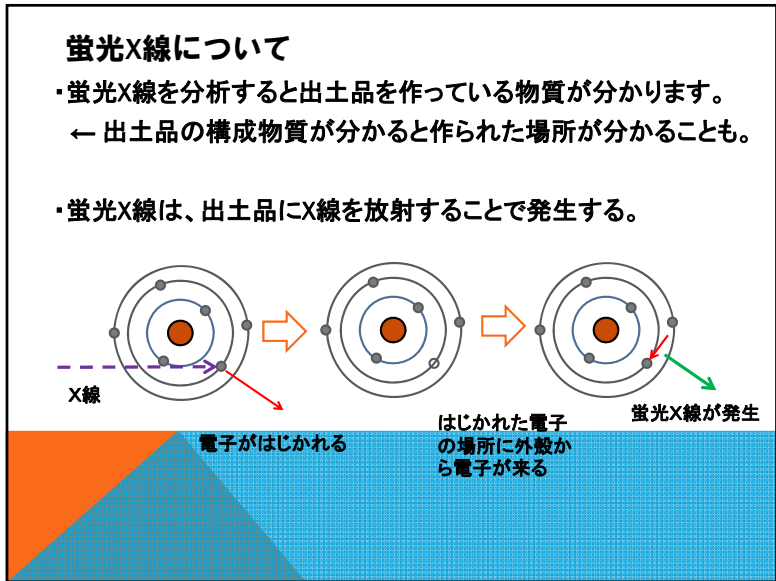 蛍光X線について
・蛍光X線を分析すると出土品を作っている物質が分かります。
← 出土品の構成物質が分かると作られた場所が分かることも。
・蛍光X線は、出土品にX線を放射することで発生する。
X線
電子がはじかれる
はじかれた電子
の場所に外殻か
ら電子が来る
蛍光X線が発生